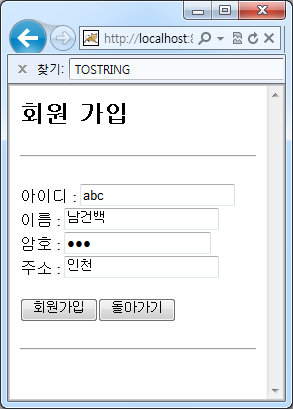 http://localhost:8
찾기: TOSTRING
회원 가입
아이디 : abc
이름 : 남건백
암호 : ●●●
주소 : 인천
회원가입 돌아가기